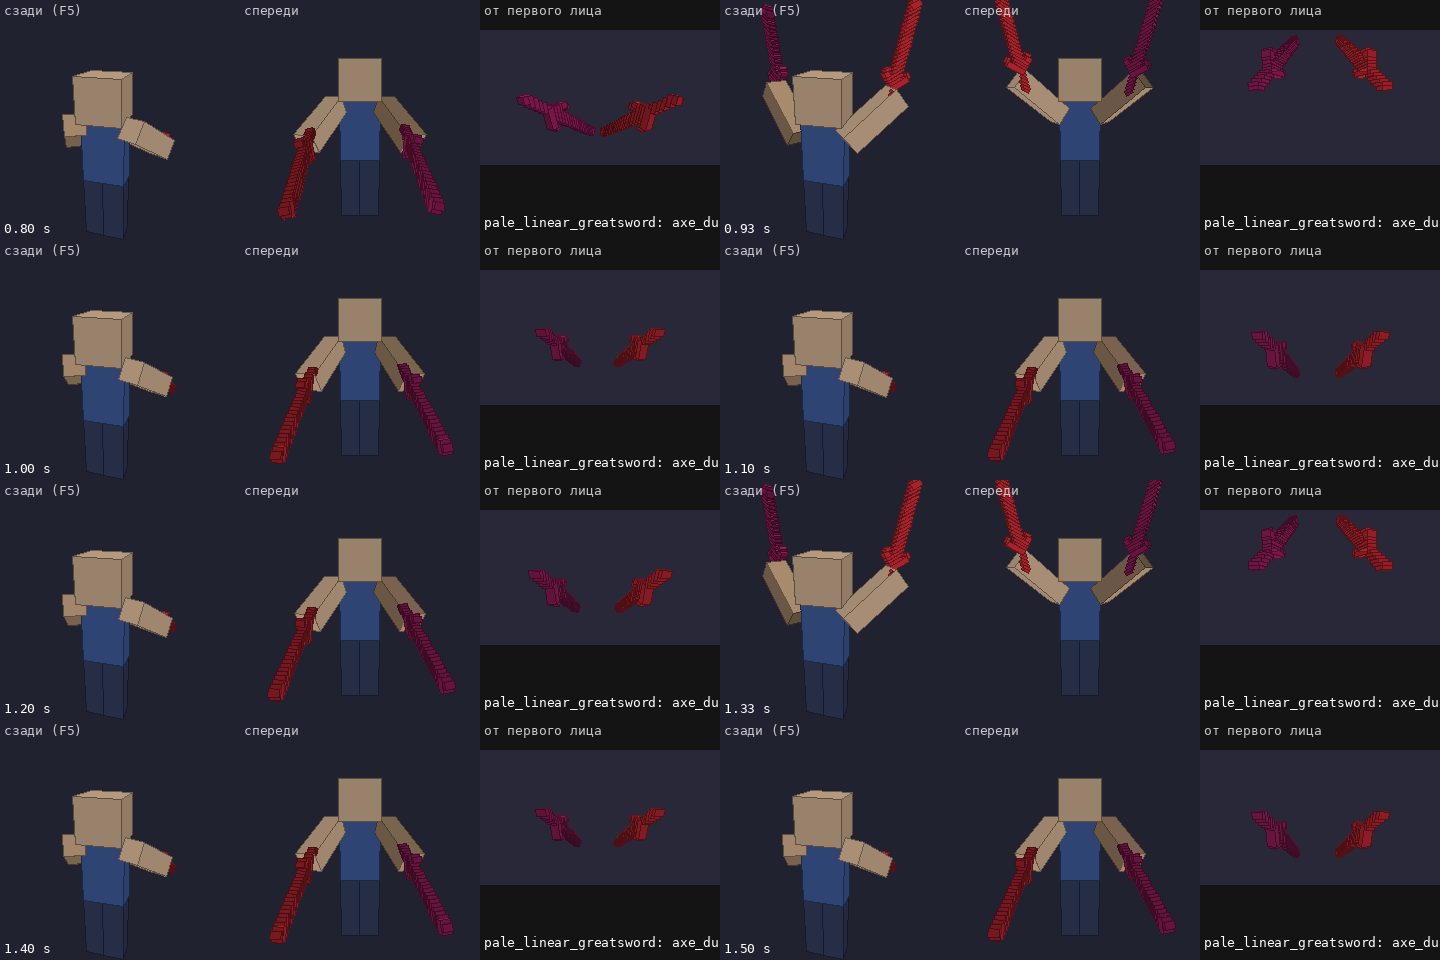 сзади (F5) спереди от первого лица сзади (F5) спереди от первого лица
0.80 s pale_linear_greatsword: axe_du 0.93 s pale_linear_greatsword: axe_du
сзади (F5) спереди от первого лица сзади (F5) спереди от первого лица
1.00 s pale_linear_greatsword: axe_du 1.10 s pale_linear_greatsword: axe_du
сзади (F5) спереди от первого лица сзади (F5) спереди от первого лица
1.20 s pale_linear_greatsword: axe_du 1.33 s pale_linear_greatsword: axe_du
сзади (F5) спереди от первого лица сзади (F5) спереди от первого лица
1.40 s pale_linear_greatsword: axe_du 1.50 s pale_linear_greatsword: axe_du